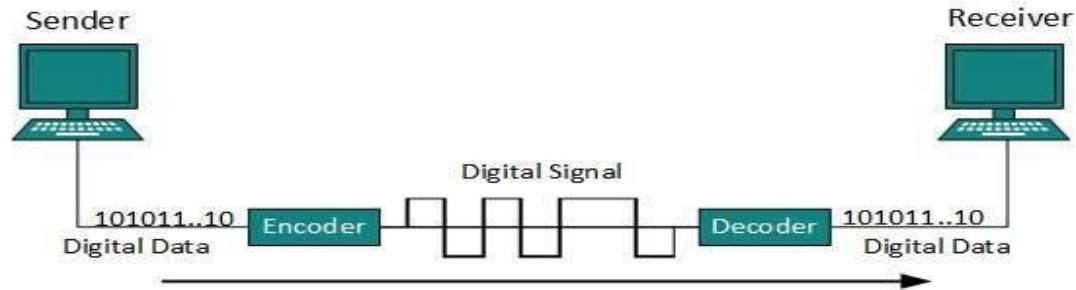 Sender
Receiver
Digital Signal
101011..10
Encoder
Decoder
101011..10
Digital Data
Digital Data